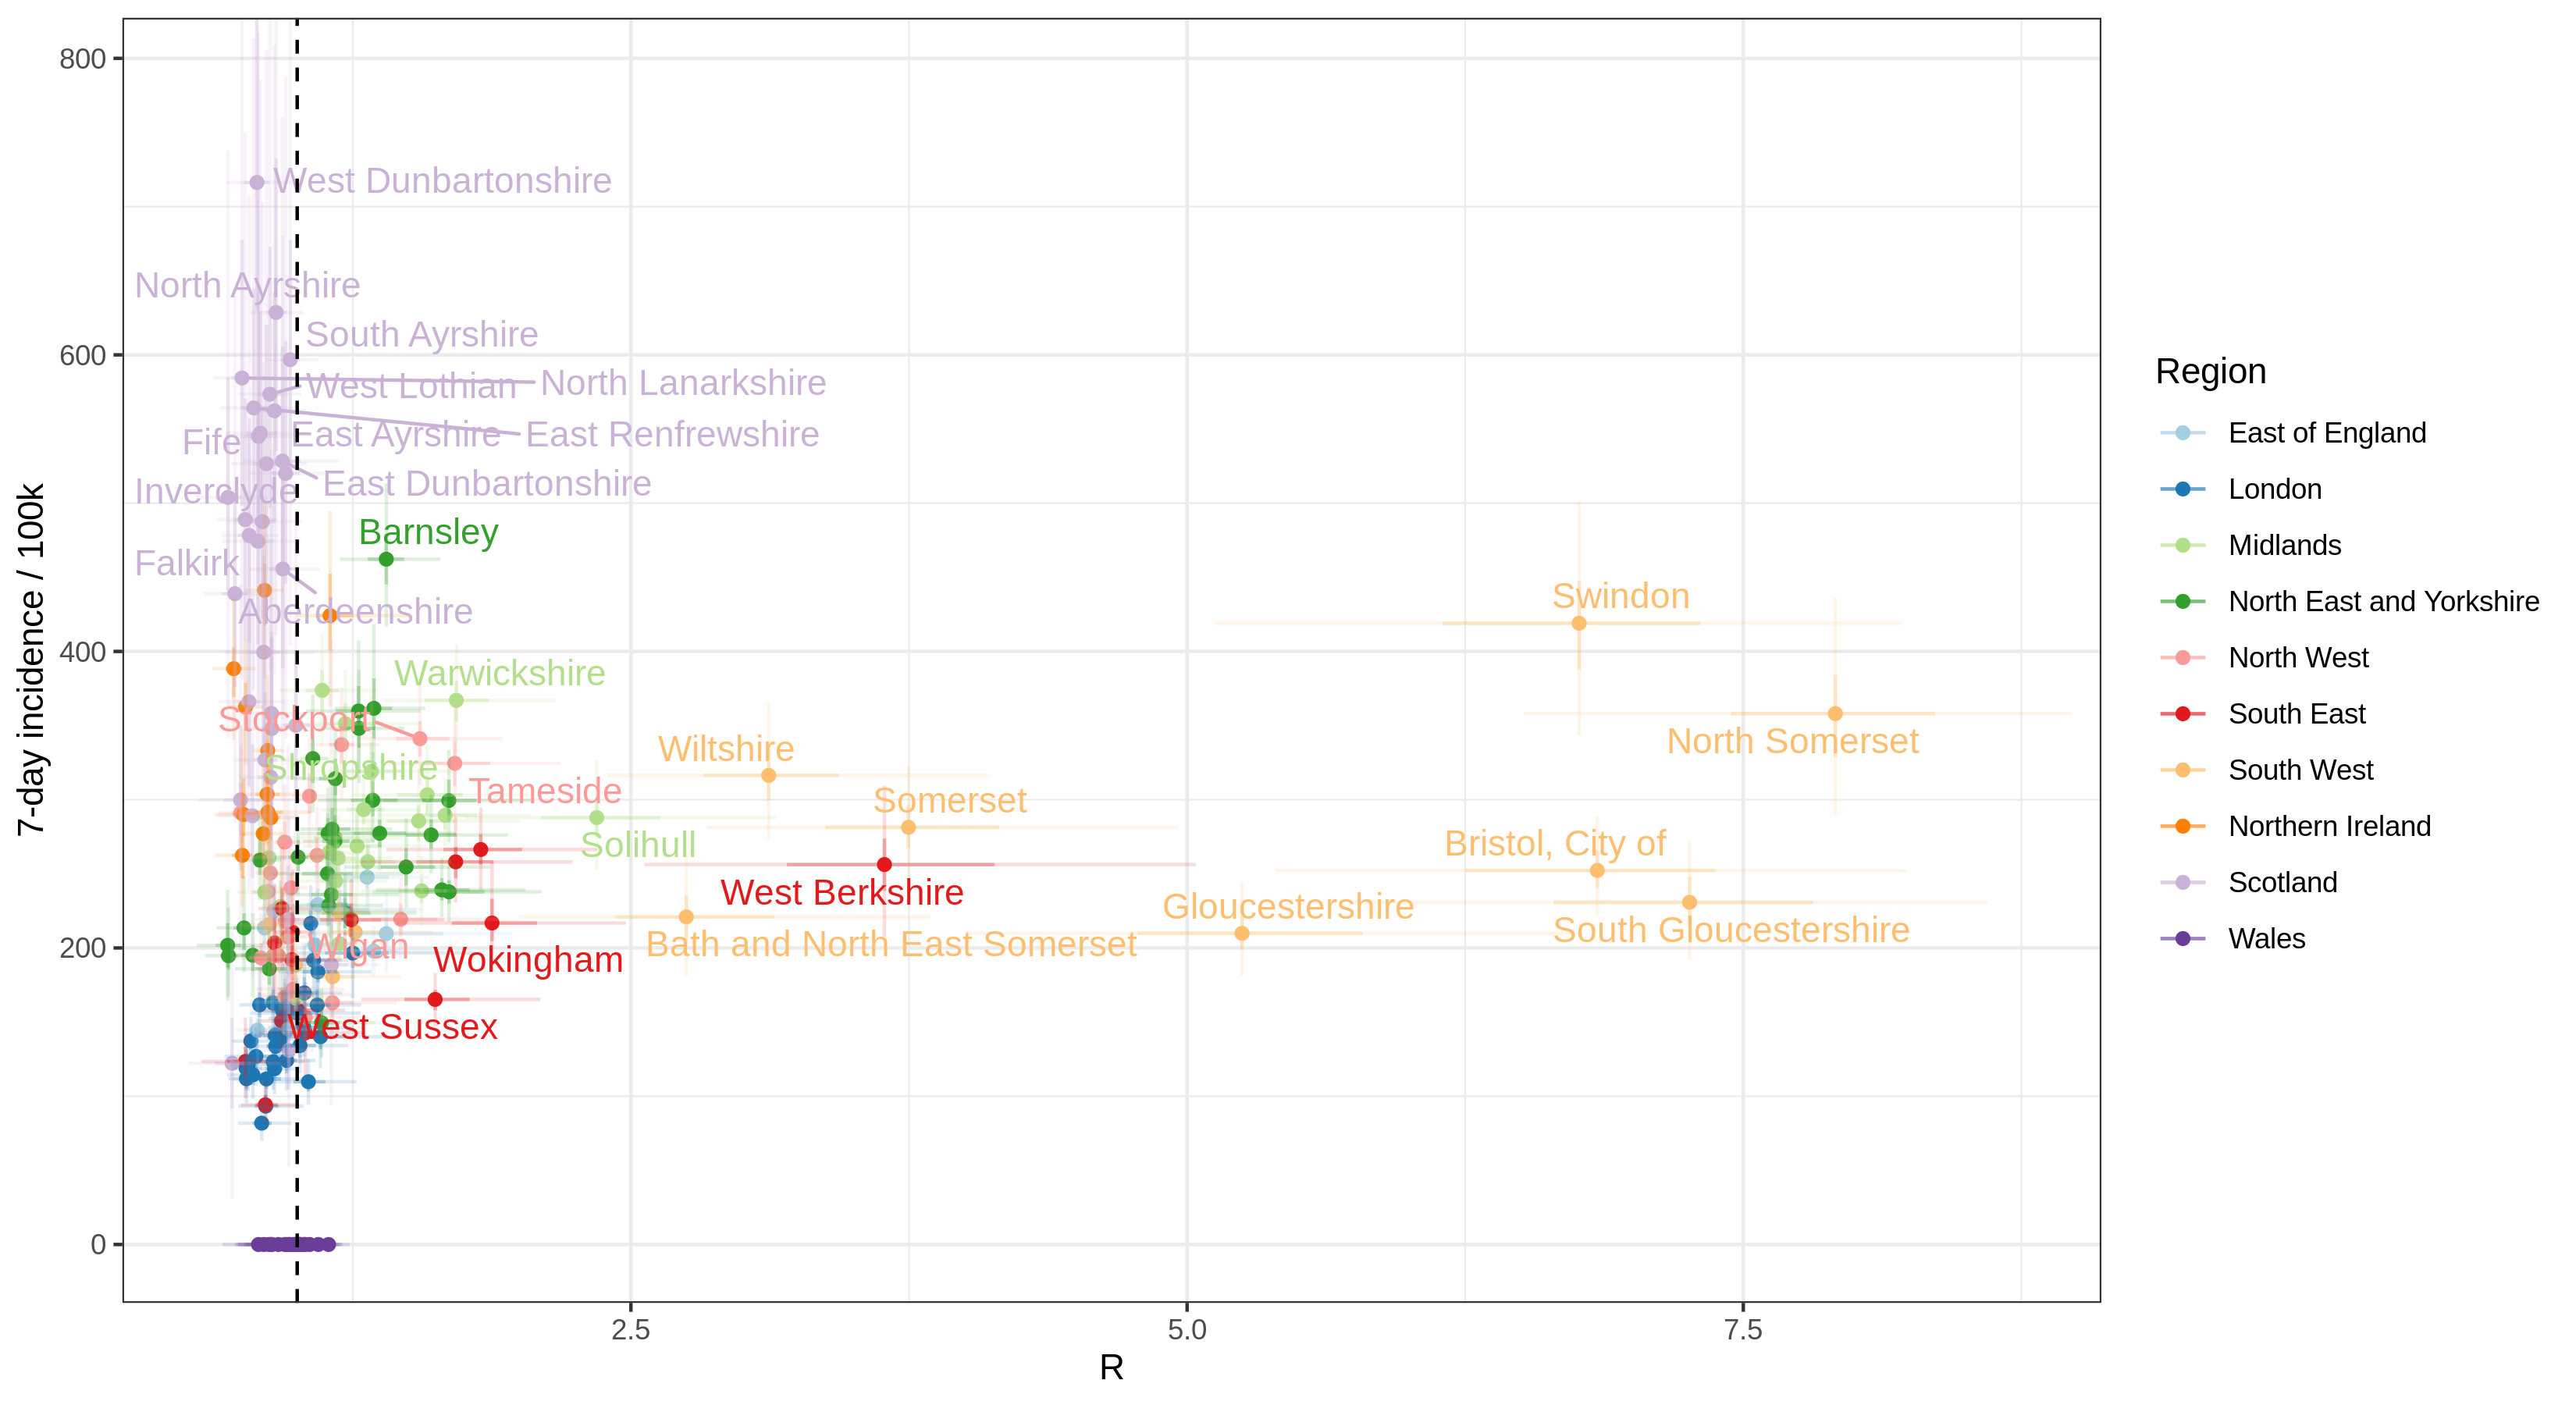 800
600
400
200
0
7-day incidence / 100k
2.5
5.0
7.5
R
West Dunbartonshire
North Ayrshire
South Ayrshire
West Lothian
North Lanarkshire
Fife
East Ayrshire
East Renfrewshire
Inverclyde
East Dunbartonshire
Barnsley
Falkirk
Aberdeenshire
Swindon
Warwickshire
Stockport
North Somerset
Wiltshire
Shropshire
Tameside
Somerset
Solihull
Bristol, City of
West Berkshire
Gloucestershire
South Gloucestershire
Bath and North East Somerset
Wigan
Wokingham
West Sussex
Region
East of England
London
Midlands
North East and Yorkshire
North West
South East
South West
Northern Ireland
Scotland
Wales